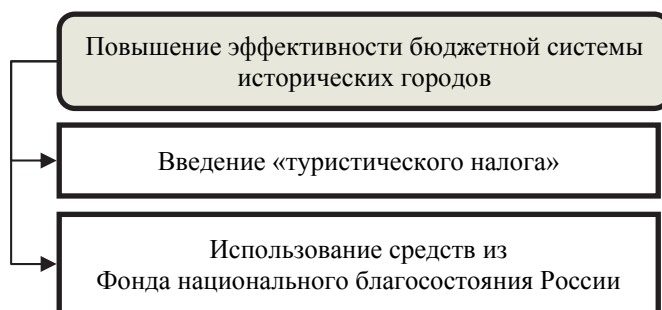 Повышение эффективности бюджетной системы
исторических городов
Введение «туристического налога»
Использование средств из
Фонда национального благосостояния России